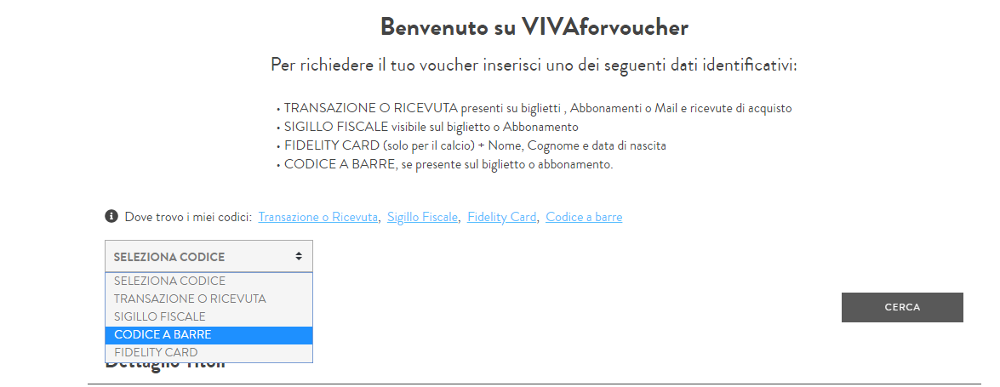 Benvenuto su VIVAforvoucher
Per richiedere il tuo voucher inserisci uno dei seguenti dati identificativi:
• TRANSAZIONE O RICEVUTA presenti su biglietti , Abbonamenti o Mail e ricevute di acquisto
• SIGILLO FISCALE visibile sul biglietto o Abbonamento
• FIDELITY CARD (solo per il calcio) + Nome, Cognome e data di nascita
• CODICE A BARRE, se presente sul biglietto o abbonamento.
Dove trovo i miei codici: Transazione o Ricevuta, Sigillo Fiscale, Fidelity Card, Codice a barre
SELEZIONA CODICE
SELEZIONA CODICE
TRANSAZIONE O RICEVUTA
SIGILLO FISCALE
CODICE A BARRE
FIDELITY CARD
CERCA
Dettaglio Titoli